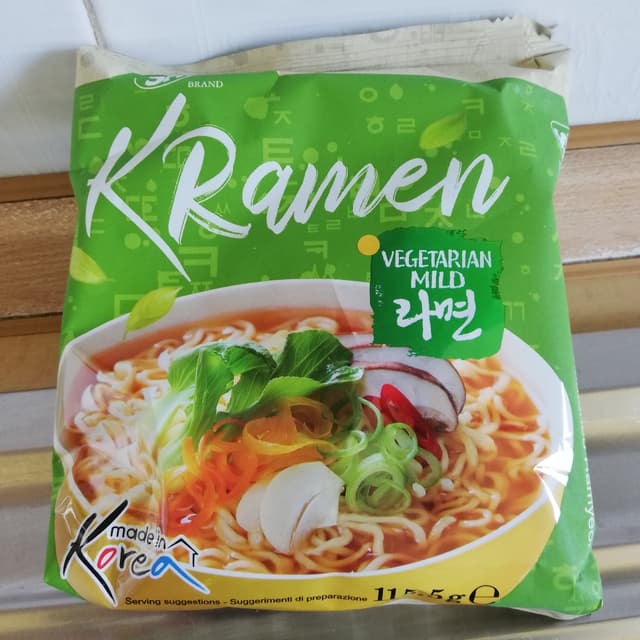 BRAND
KRamen
VEGETARIAN
MILD
라면
made in
Korea
Serving suggestions - Suggerimenti di preparazione
115.5g e